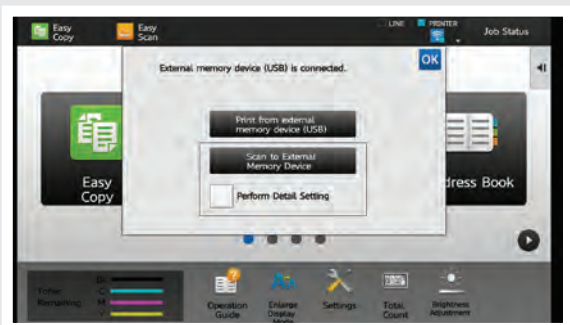 Easy
Copy
Easy
Scan
LINE
PRINTER
Job Status
External memory device (USB) is connected.
OK
Print from external
memory device (USB)
Scan to External
Memory Device
Perform Detail Setting
Easy
Copy
dress Book
Toner
Remaining
C
M
Operation
Guide
Enlarge
Display
Mode
Settings
Total
Count
Brightness
Adjustment